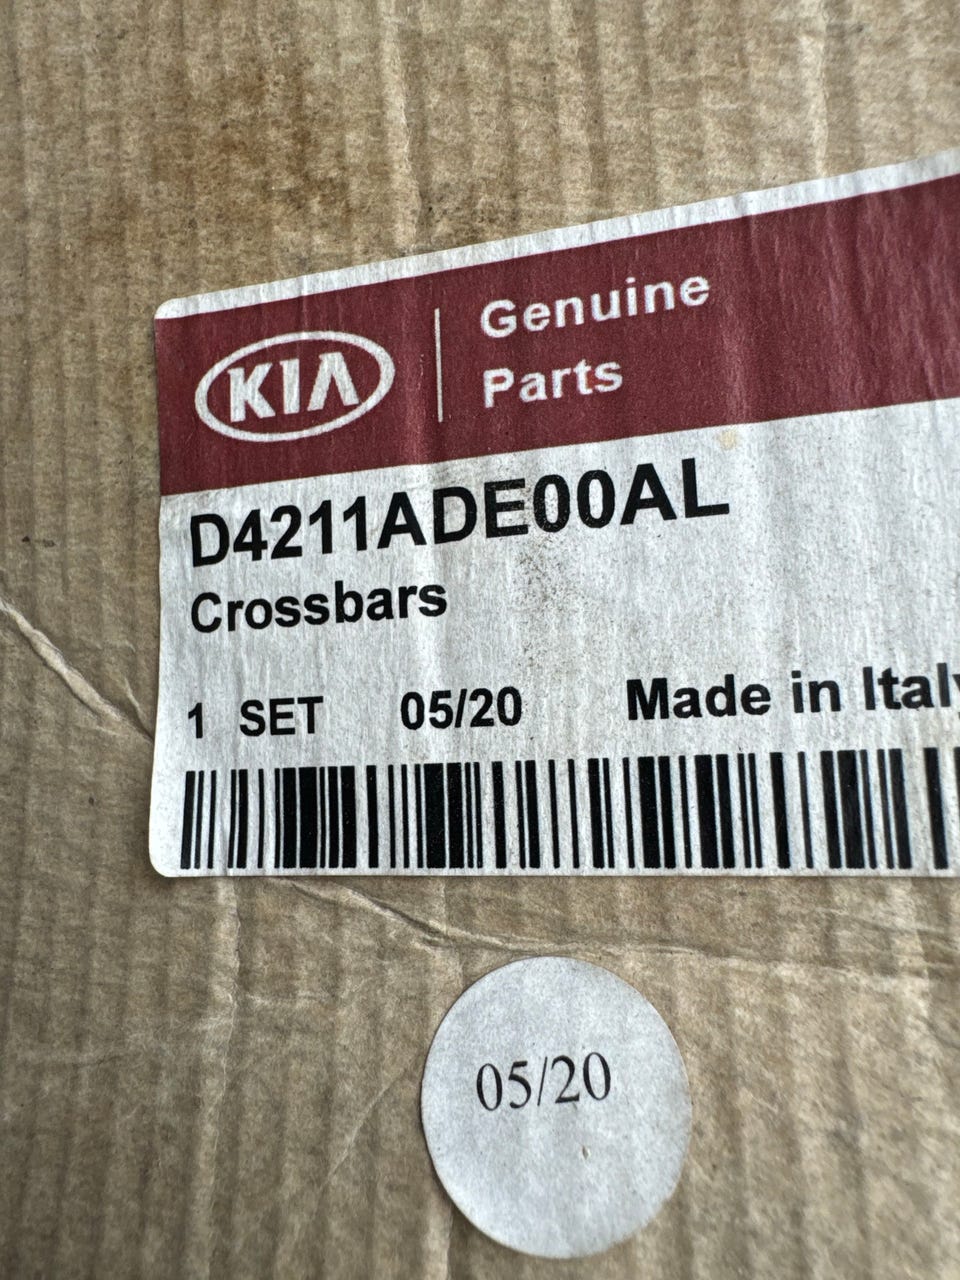 KIA
Genuine
Parts
D4211ADE00AL
Crossbars
1 SET 05/20 Made in Italy
05/20